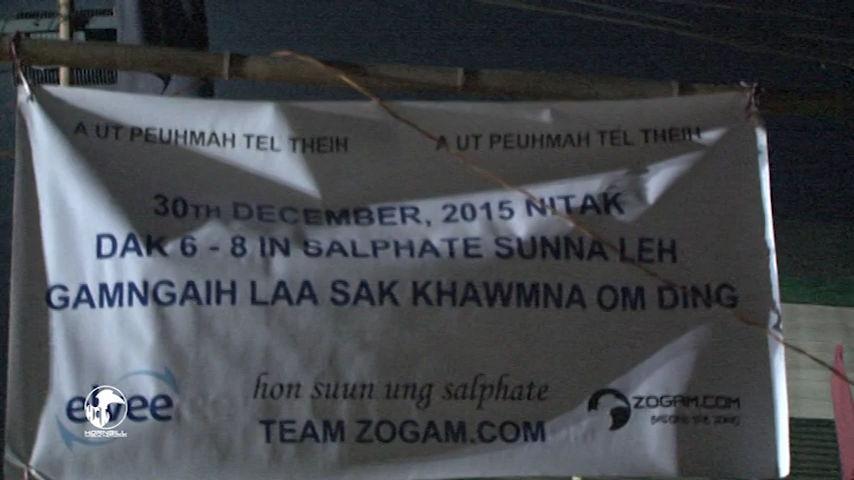 A UT PEUHMAH TEL THEIH A UT PEUHMAH TEL THEIH
30TH DECEMBER, 2015 NITAK
DAK 6 - 8 IN SALPHATE SUNNA LEH
GAMNGAIH LAA SAK KHAWMNA OM DING
hon suun ung salphate
TEAM ZOGAM.COM
HORNBILL
ZOGAM.COM